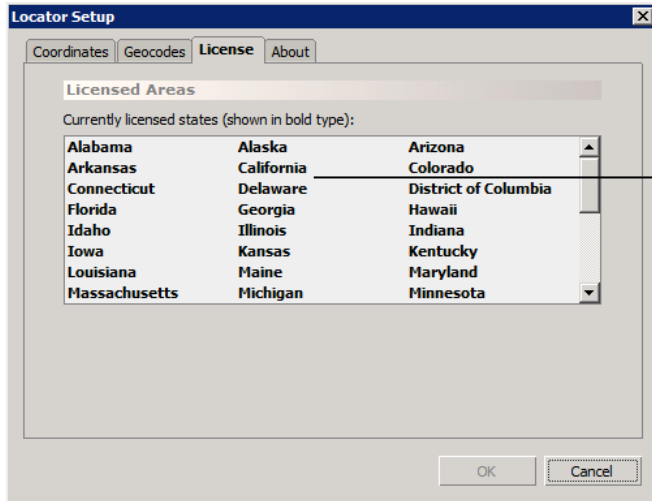 Locator Setup
Coordinates Geocodes License About
Licensed Areas
Currently licensed states (shown in bold type):
Alabama Alaska Arizona
Arkansas California Colorado
Connecticut Delaware District of Columbia
Florida Georgia Hawaii
Idaho Illinois Indiana
Iowa Kansas Kentucky
Louisiana Maine Maryland
Massachusetts Michigan Minnesota
OK Cancel